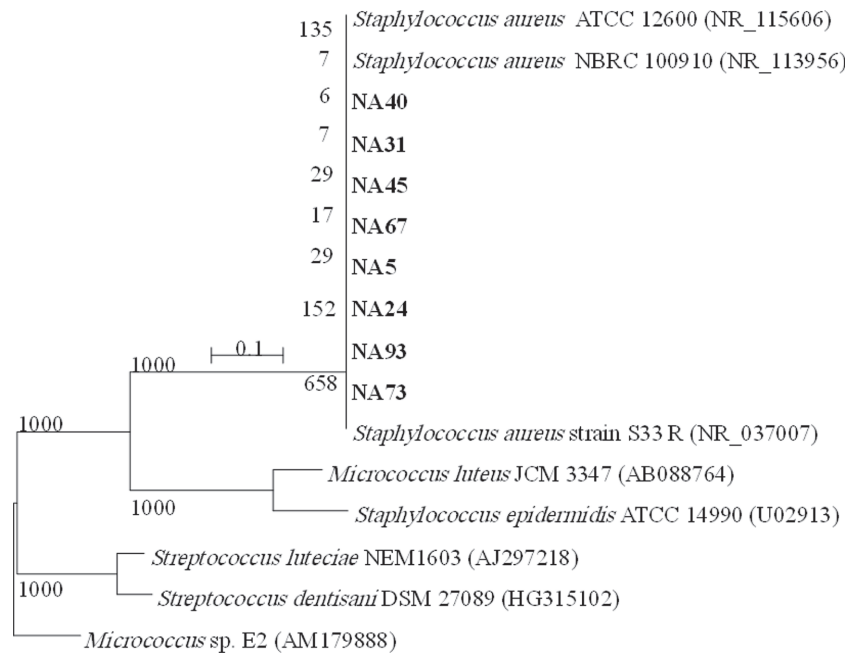 135
Staphylococcus aureus ATCC 12600 (NR_115606)
7
Staphylococcus aureus NBRC 100910 (NR_113956)
6
NA40
7
NA31
29
NA45
17
NA67
29
NA5
152
NA24
0.1
NA93
1000
658
NA73
1000
Staphylococcus aureus strain S33 R (NR_037007)
Micrococcus luteus JCM 3347 (AB088764)
1000
Staphylococcus epidermidis ATCC 14990 (U02913)
Streptococcus luteciae NEM1603 (AJ297218)
1000
Streptococcus dentisani DSM 27089 (HG315102)
Micrococcus sp. E2 (AM179888)